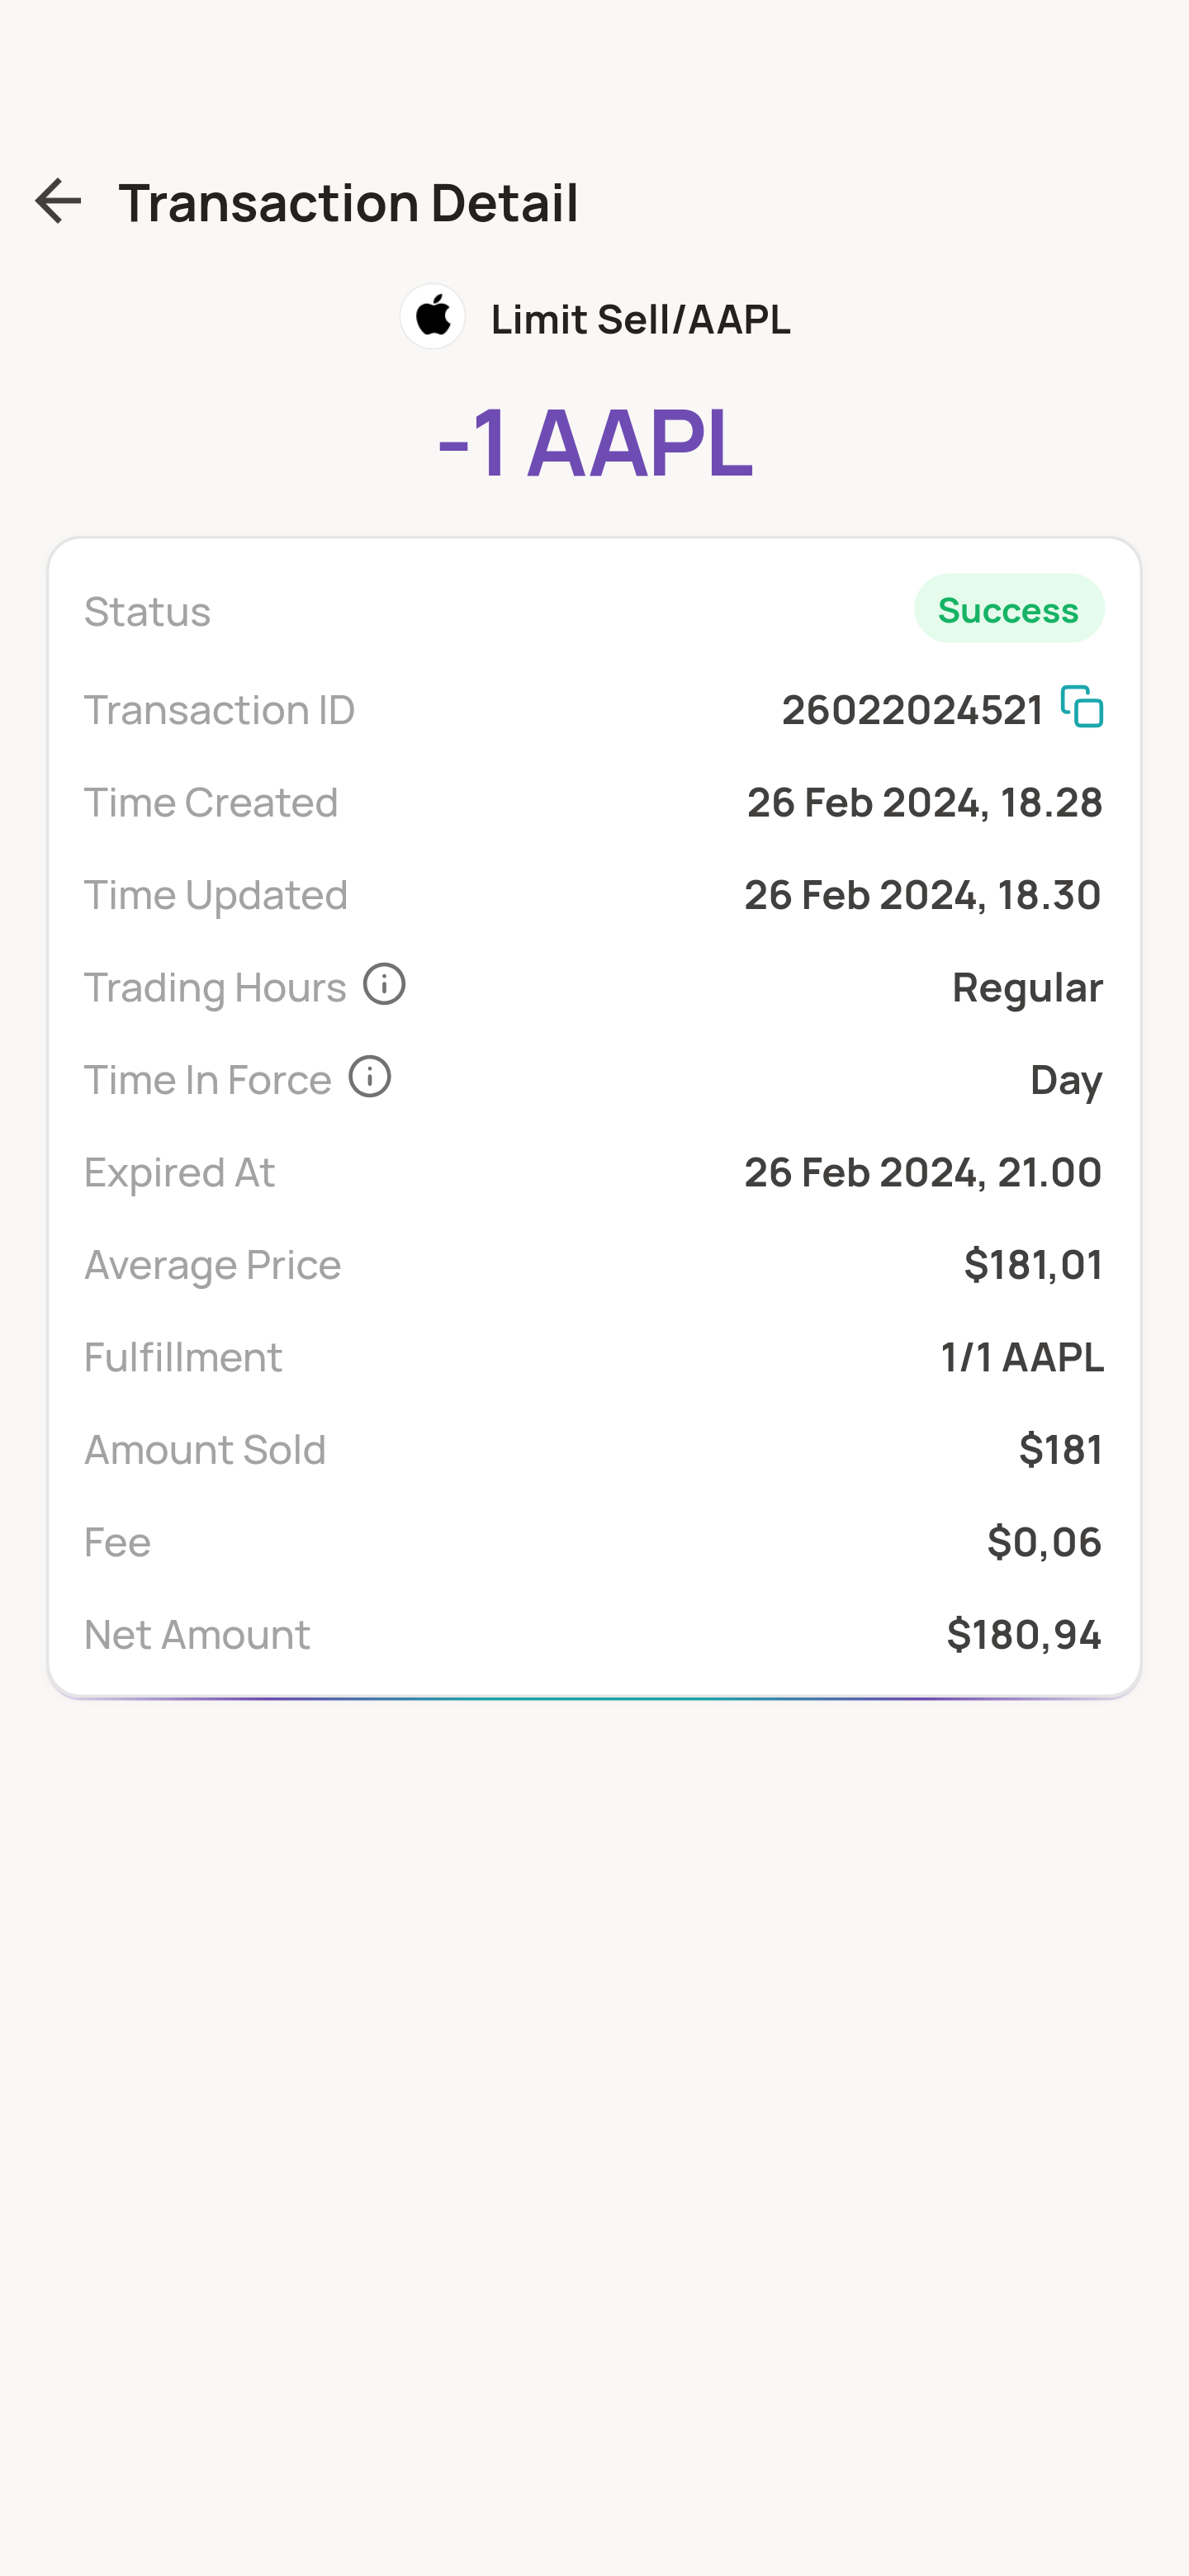 Transaction Detail
Limit Sell/AAPL
-1 AAPL
Status Success
Transaction ID 26022024521
Time Created 26 Feb 2024, 18.28
Time Updated 26 Feb 2024, 18.30
Trading Hours Regular
Time In Force Day
Expired At 26 Feb 2024, 21.00
Average Price $181,01
Fulfillment 1/1 AAPL
Amount Sold $181
Fee $0,06
Net Amount $180,94